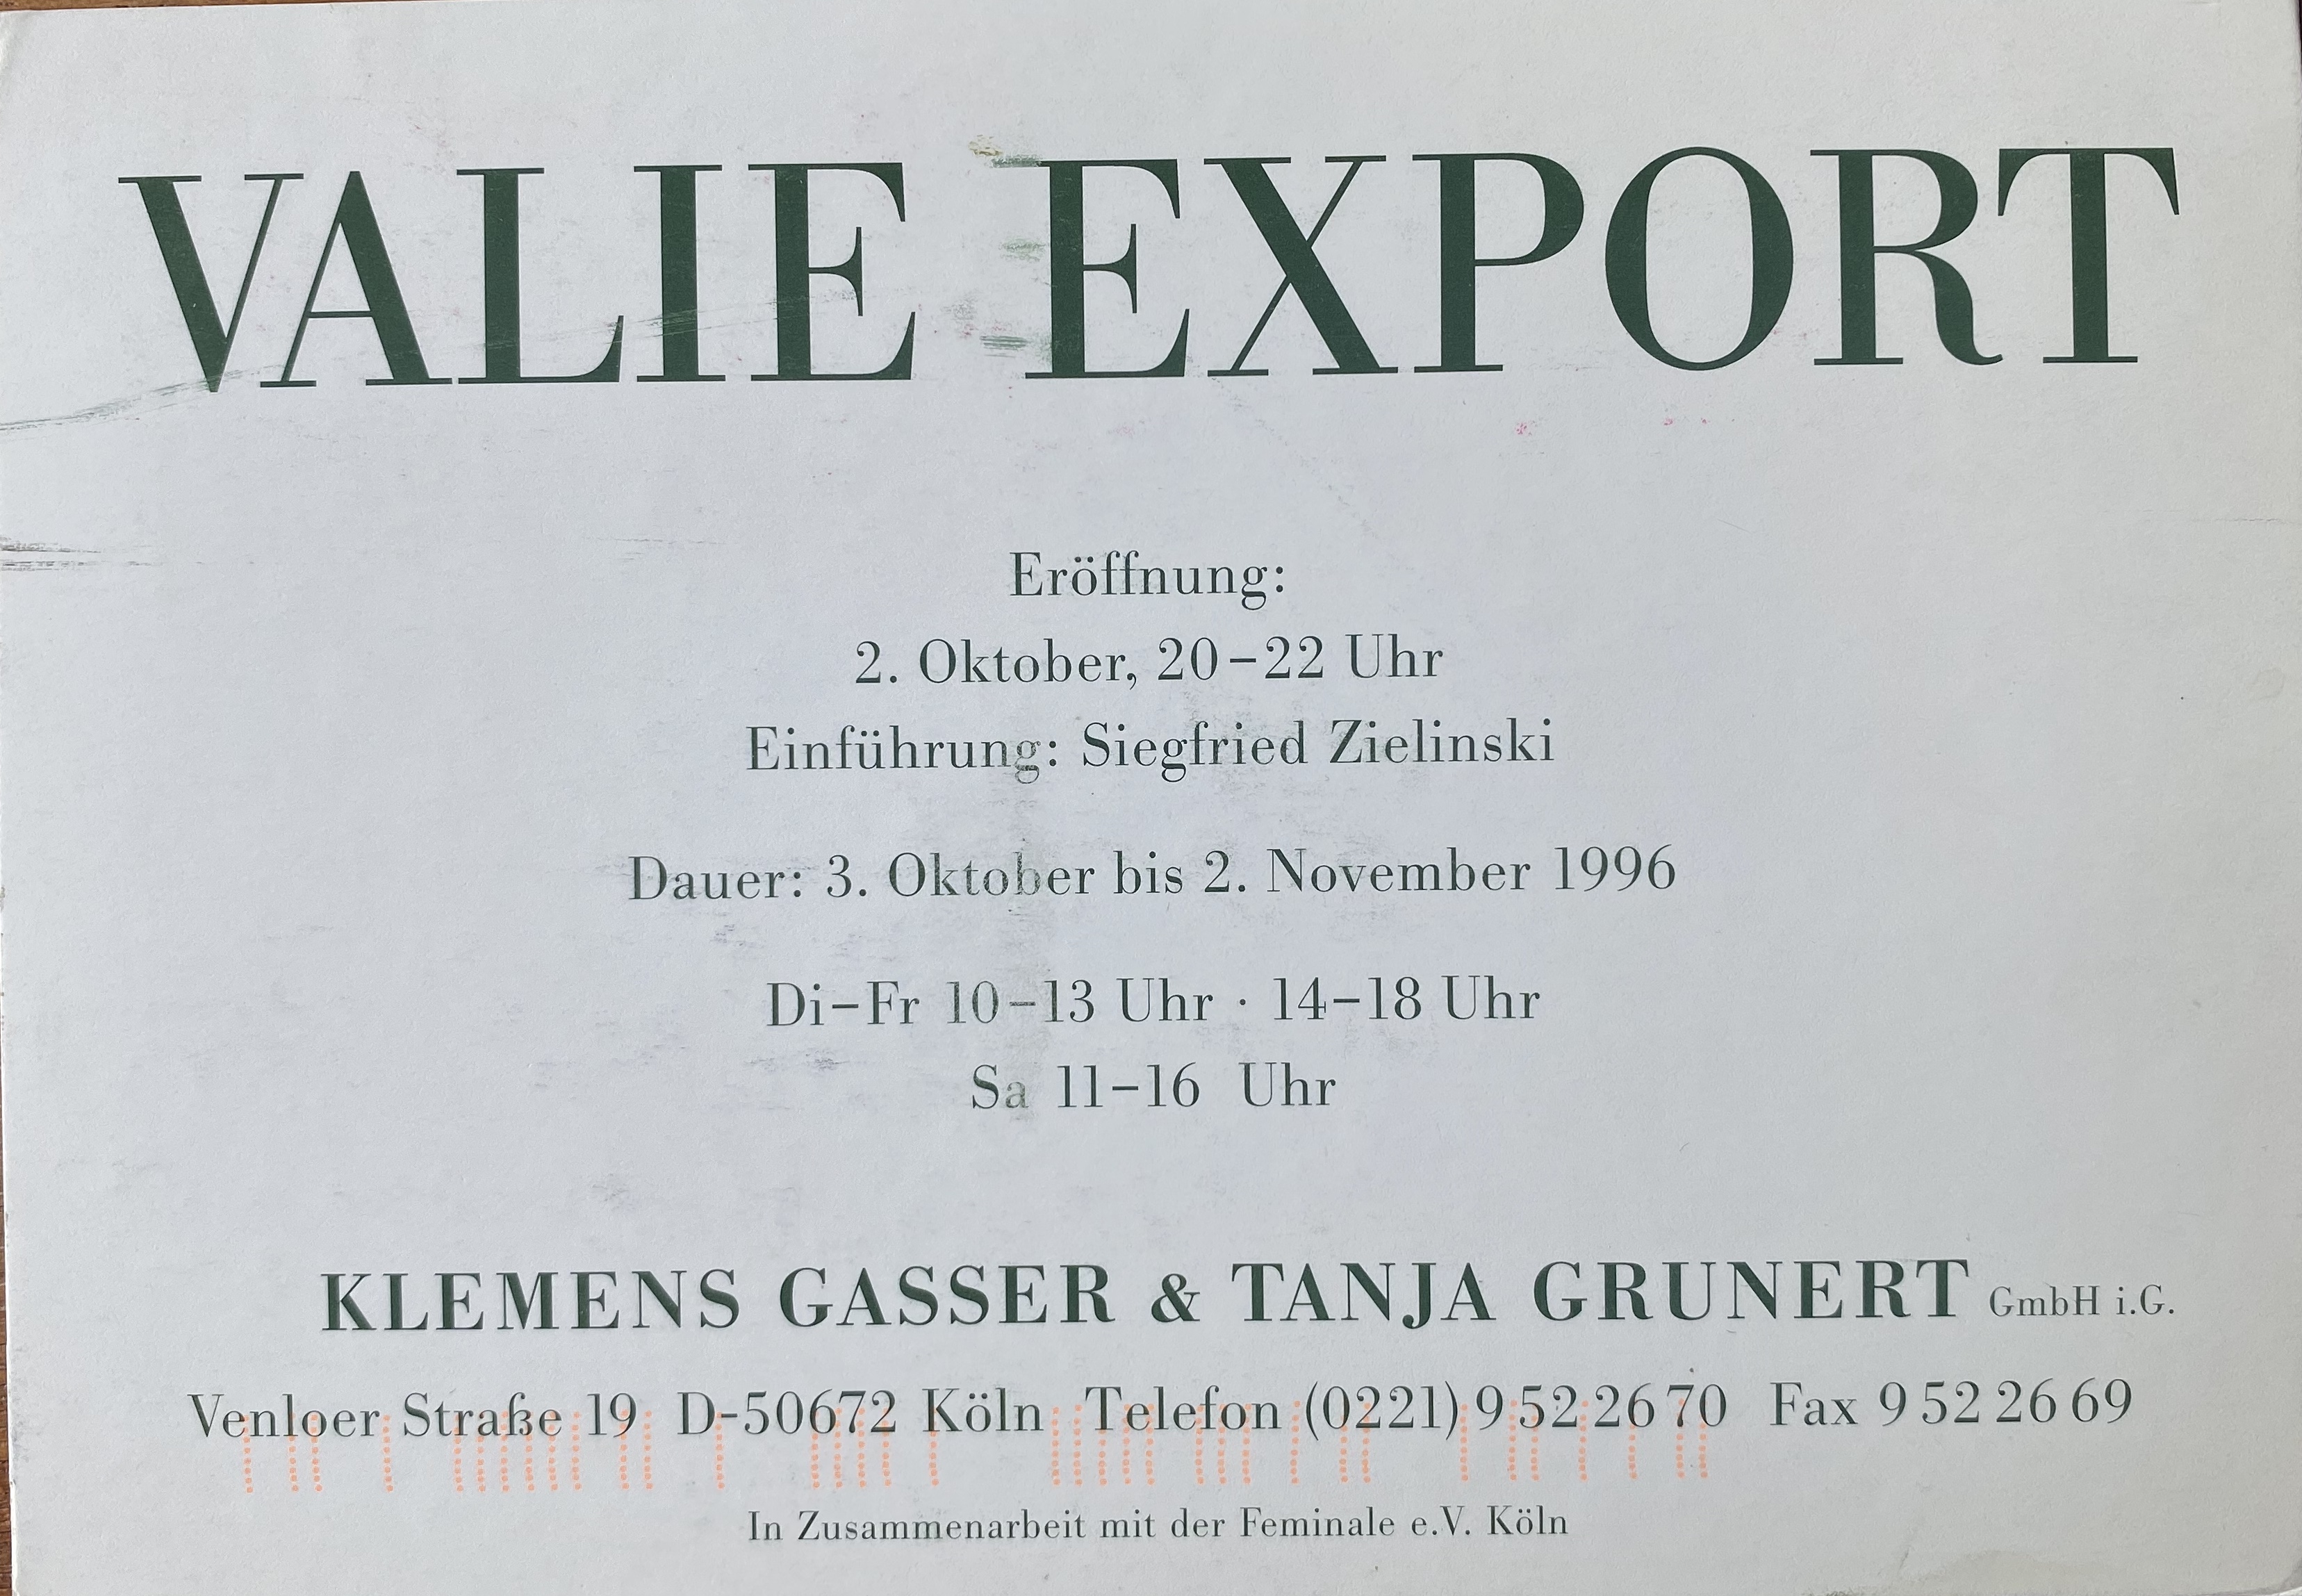 VALIE EXPORT
Eröffnung:
2. Oktober, 20–22 Uhr
Einführung: Siegfried Zielinski
Dauer: 3. Oktober bis 2. November 1996
Di–Fr 10–13 Uhr · 14–18 Uhr
Sa 11–16 Uhr
KLEMENS GASSER & TANJA GRUNERT GmbH i.G.
Venloer Straße 19 D-50672 Köln Telefon (0221) 9 52 26 70 Fax 9 52 26 69
In Zusammenarbeit mit der Feminale e.V. Köln